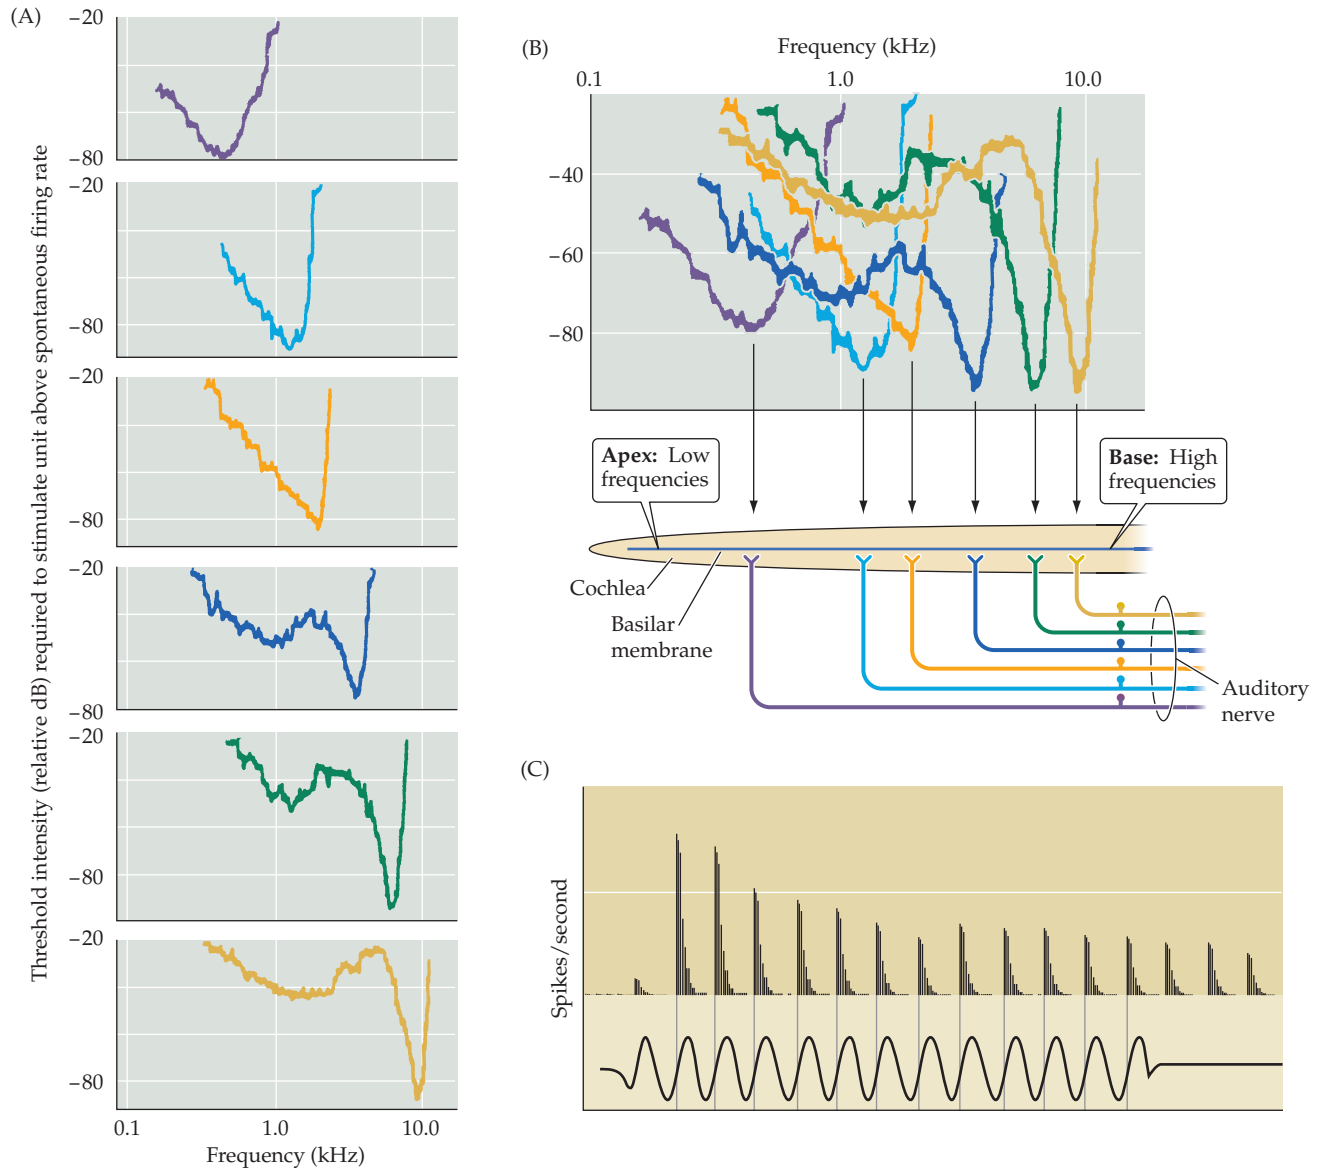 (A)
Threshold intensity (relative dB) required to stimulate unit above spontaneous firing rate
−20
−80
−20
−80
−20
−80
−20
−80
−20
−80
−20
−80
0.1 1.0 10.0
Frequency (kHz)
(B)
Frequency (kHz)
0.1 1.0 10.0
−40
−60
−80
Apex: Low
frequencies
Base: High
frequencies
Cochlea
Basilar
membrane
Auditory
nerve
(C)
Spikes/second